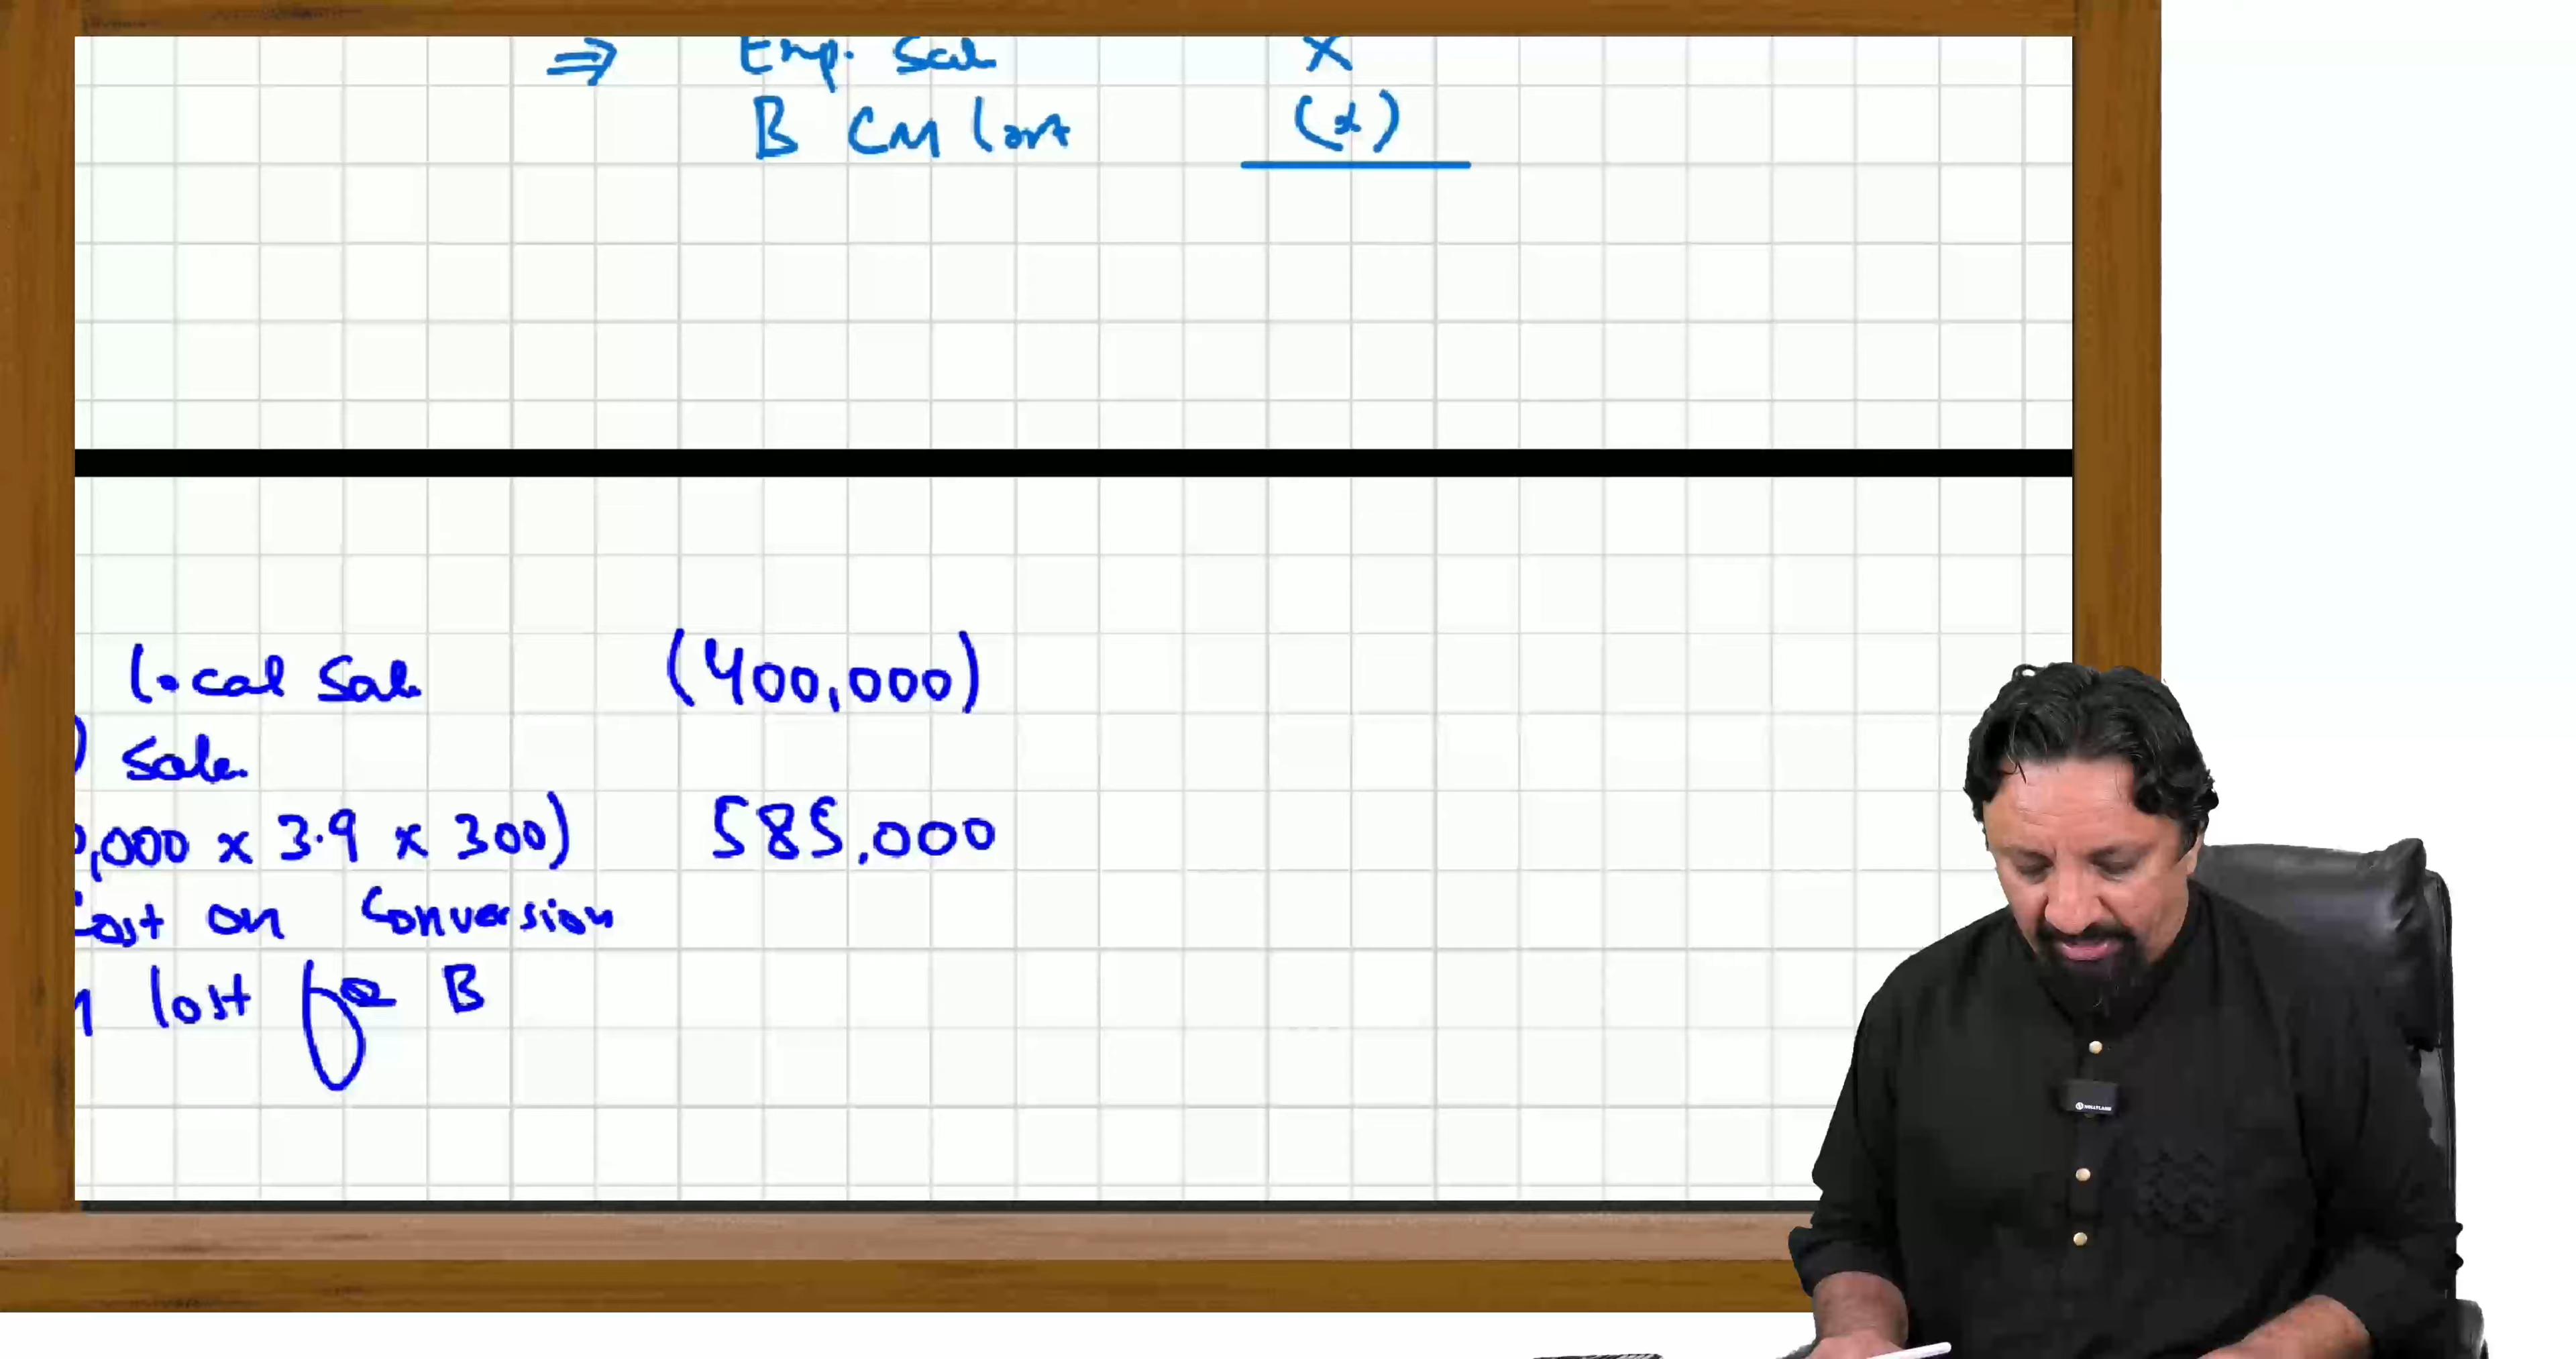 ⇒ Exp. Sale X
B CM lost (x)
local Sale (400,000)
) Sale
0,000 x 3.9 x 300) 585,000
Cost on Conversion
lost for B